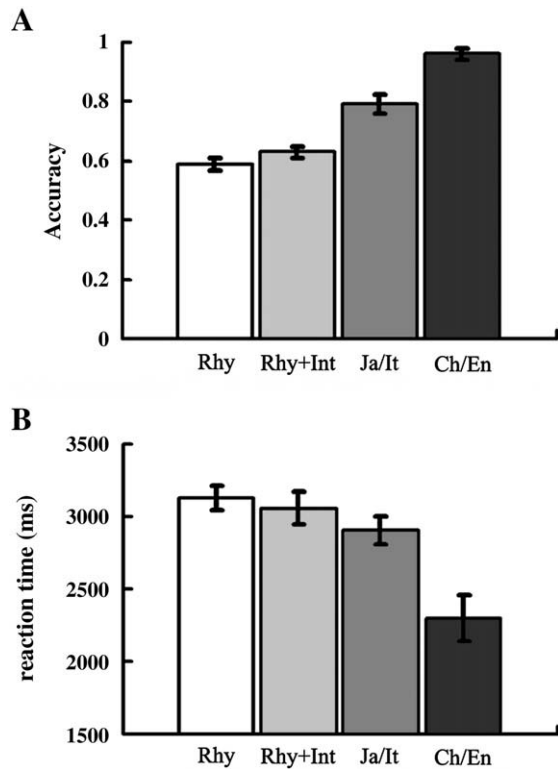 A
1
0.8
0.6
0.4
0.2
0
Accuracy
Rhy Rhy+Int Ja/It Ch/En
B
3500
3000
2500
2000
1500
reaction time (ms)
Rhy Rhy+Int Ja/It Ch/En